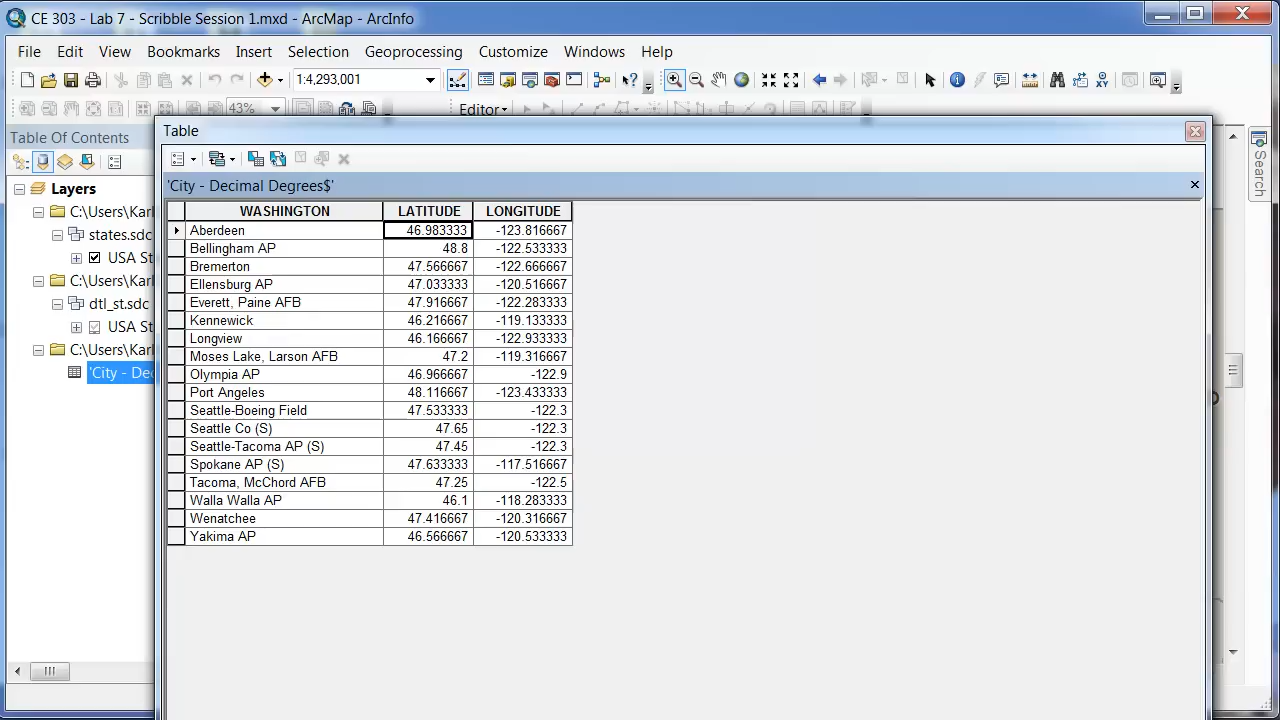 CE 303 - Lab 7 - Scribble Session 1.mxd - ArcMap - ArcInfo
File Edit View Bookmarks Insert Selection Geoprocessing Customize Windows Help
1:4,293,001
43% Editor
Table Of Contents
Table
Search
Layers
C:\Users\Karl
states.sdc
USA St
C:\Users\Karl
dtl_st.sdc
USA St
C:\Users\Karl
'City - Dec
'City - Decimal Degrees$'
WASHINGTON LATITUDE LONGITUDE
Aberdeen 46.983333 -123.816667
Bellingham AP 48.8 -122.533333
Bremerton 47.566667 -122.666667
Ellensburg AP 47.033333 -120.516667
Everett, Paine AFB 47.916667 -122.283333
Kennewick 46.216667 -119.133333
Longview 46.166667 -122.933333
Moses Lake, Larson AFB 47.2 -119.316667
Olympia AP 46.966667 -122.9
Port Angeles 48.116667 -123.433333
Seattle-Boeing Field 47.533333 -122.3
Seattle Co (S) 47.65 -122.3
Seattle-Tacoma AP (S) 47.45 -122.3
Spokane AP (S) 47.633333 -117.516667
Tacoma, McChord AFB 47.25 -122.5
Walla Walla AP 46.1 -118.283333
Wenatchee 47.416667 -120.316667
Yakima AP 46.566667 -120.533333